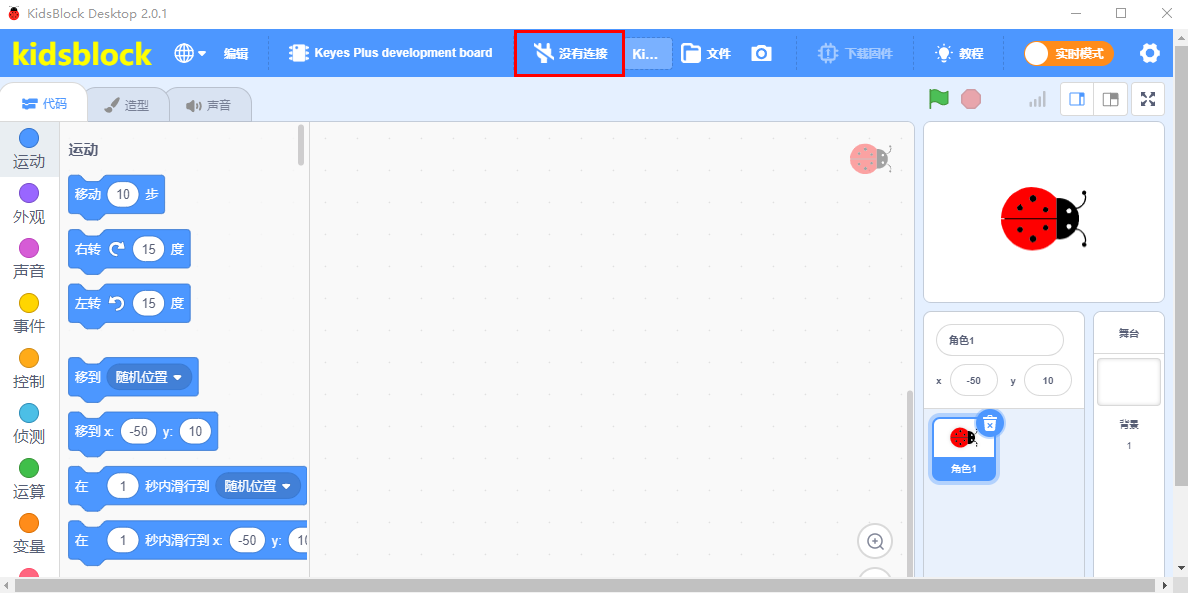 KidsBlock Desktop 2.0.1
kidsblock
编辑
Keyes Plus development board
没有连接
Ki...
文件
下载固件
教程
实时模式
代码
造型
声音
运动
外观
声音
事件
控制
侦测
运算
变量
运动
移动 10 步
右转 15 度
左转 15 度
移到 随机位置
移到 x: -50 y: 10
在 1 秒内滑行到 随机位置
在 1 秒内滑行到 x: -50 y: 10
角色1
x -50 y 10
角色1
舞台
背景
1